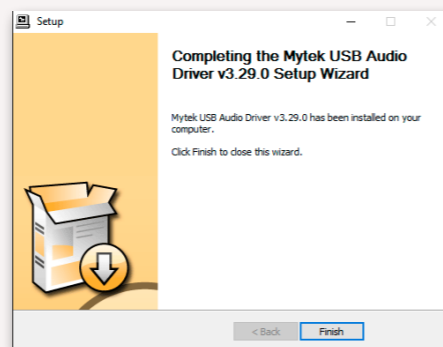 Setup
Completing the Mytek USB Audio
Driver v3.29.0 Setup Wizard
Mytek USB Audio Driver v3.29.0 has been installed on your
computer.
Click Finish to close this wizard.
< Back
Finish